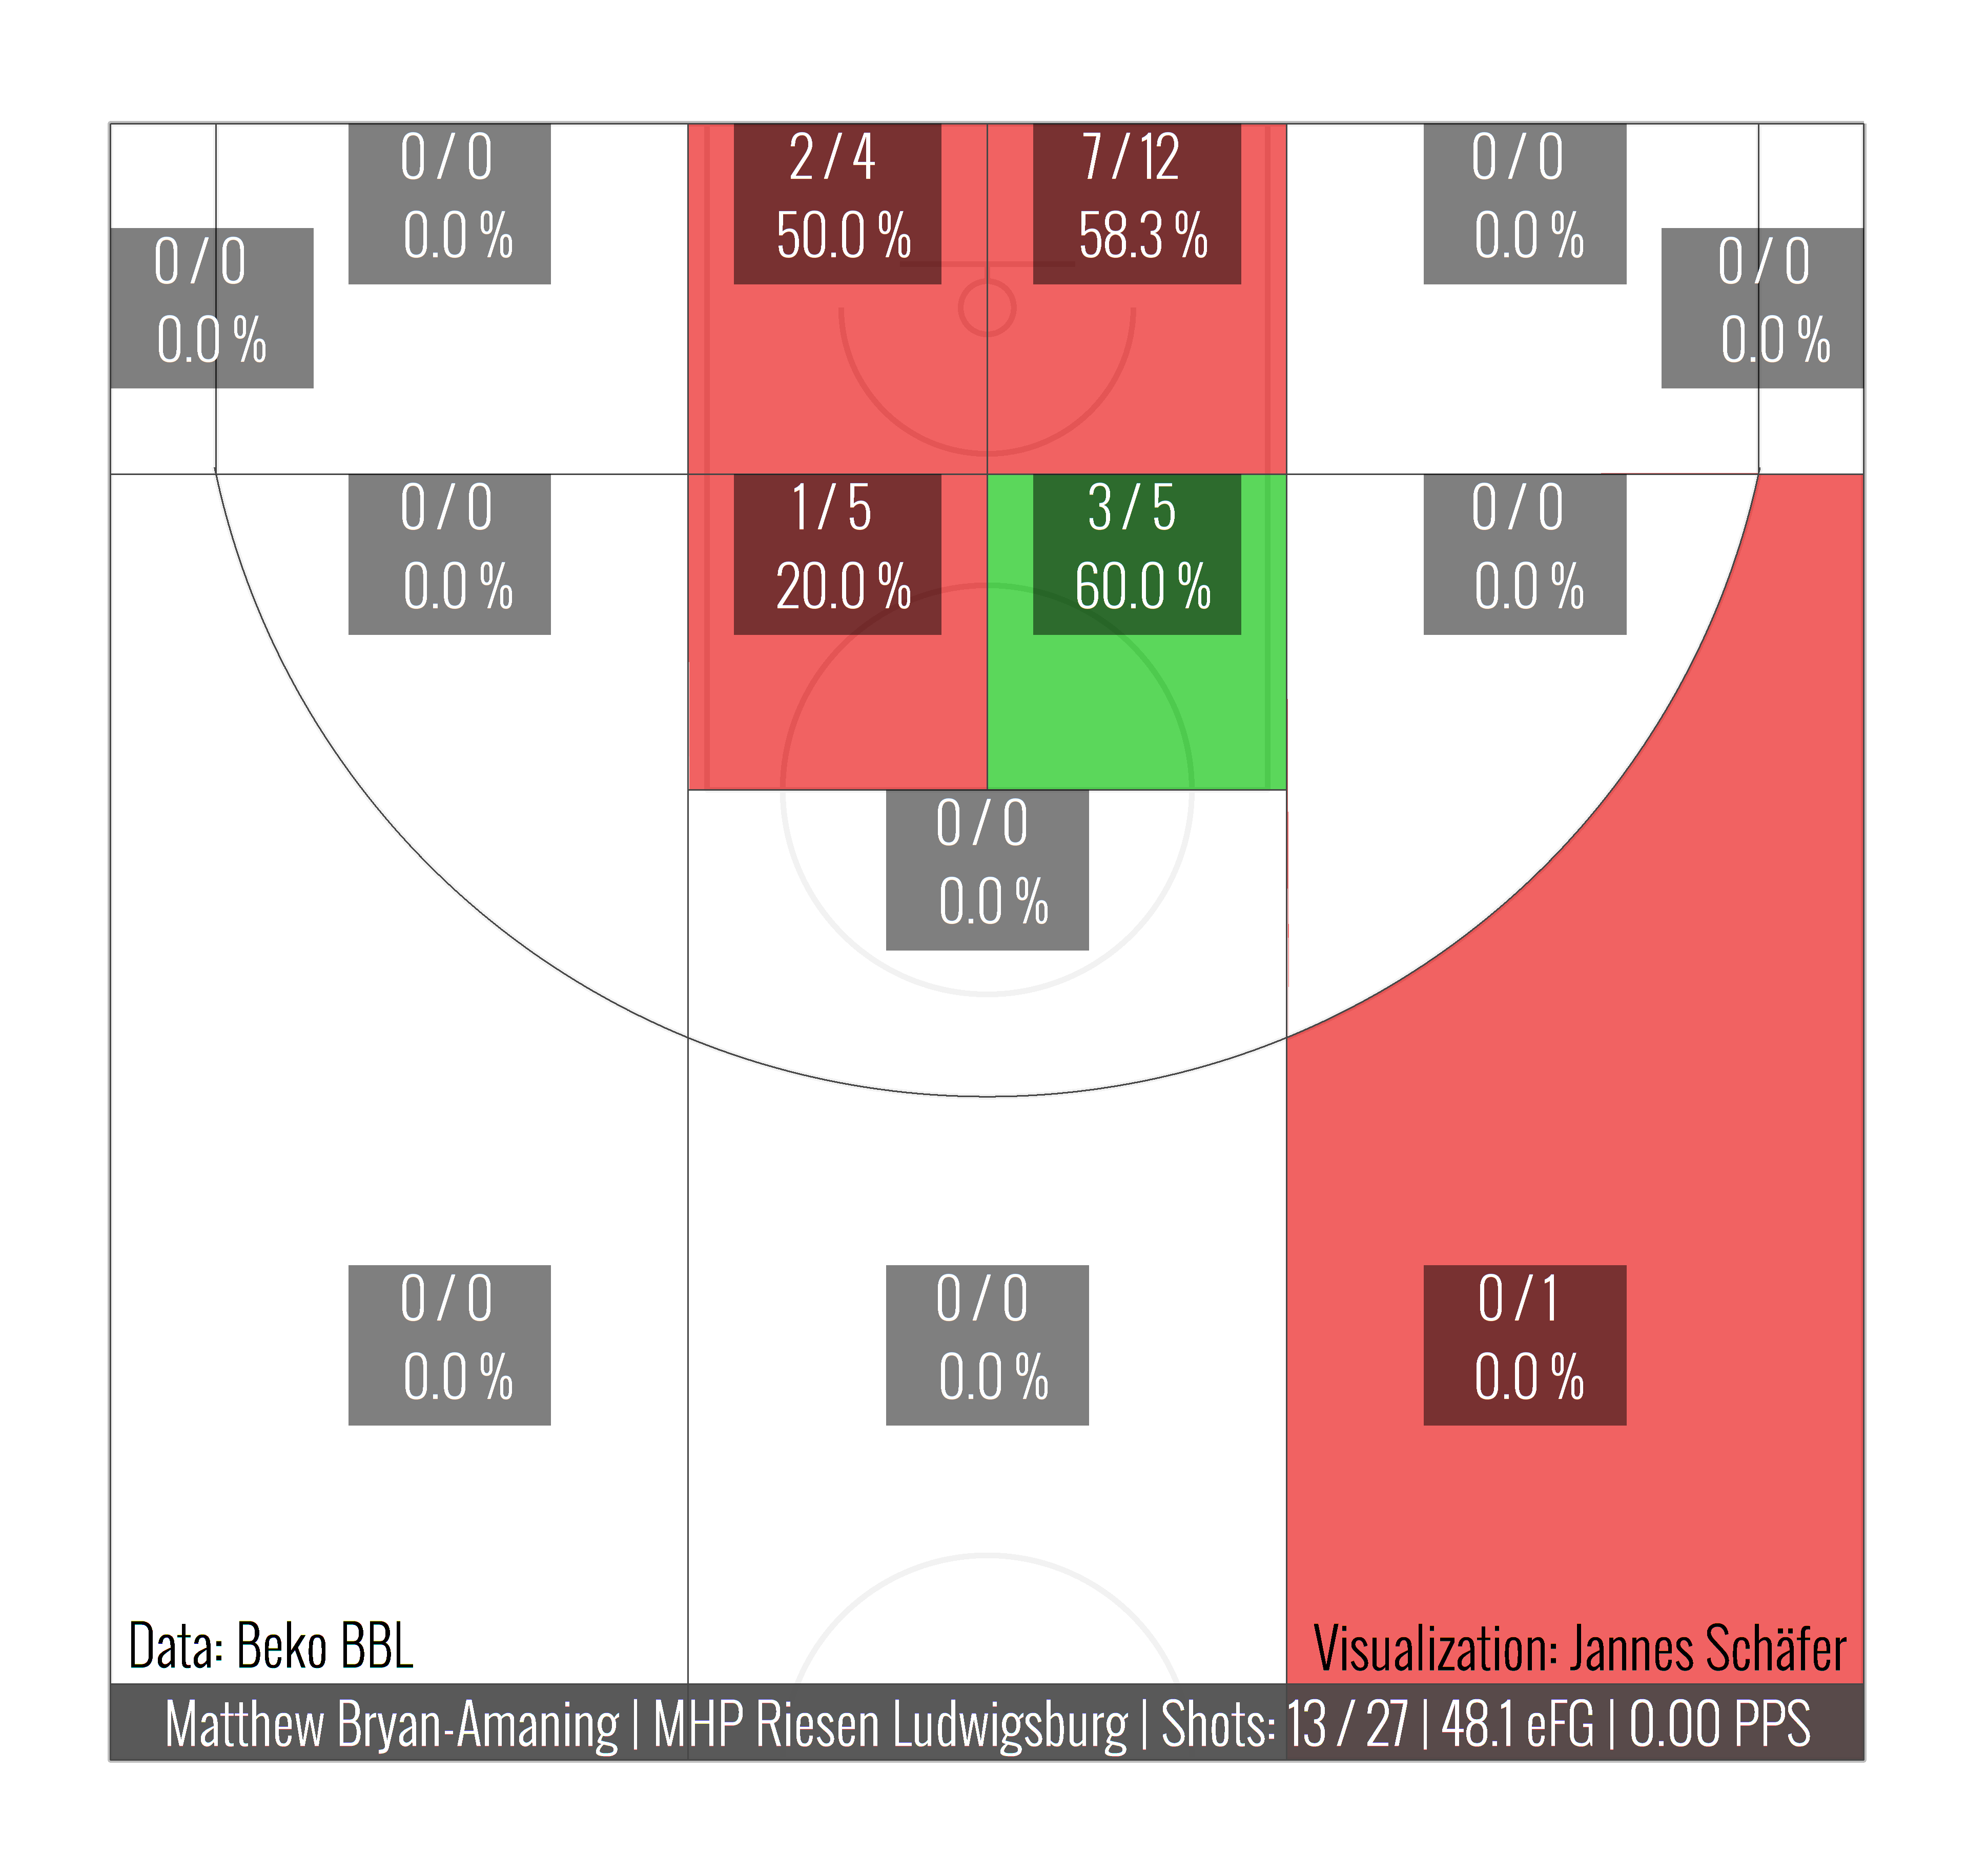 0 / 0
0.0 %
2 / 4
50.0 %
7 / 12
58.3 %
0 / 0
0.0 %
0 / 0
0.0 %
0 / 0
0.0 %
0 / 0
0.0 %
1 / 5
20.0 %
3 / 5
60.0 %
0 / 0
0.0 %
0 / 0
0.0 %
0 / 0
0.0 %
0 / 0
0.0 %
0 / 1
0.0 %
Data: Beko BBL
Visualization: Jannes Schäfer
Matthew Bryan-Amaning | MHP Riesen Ludwigsburg | Shots: 13 / 27 | 48.1 eFG | 0.00 PPS